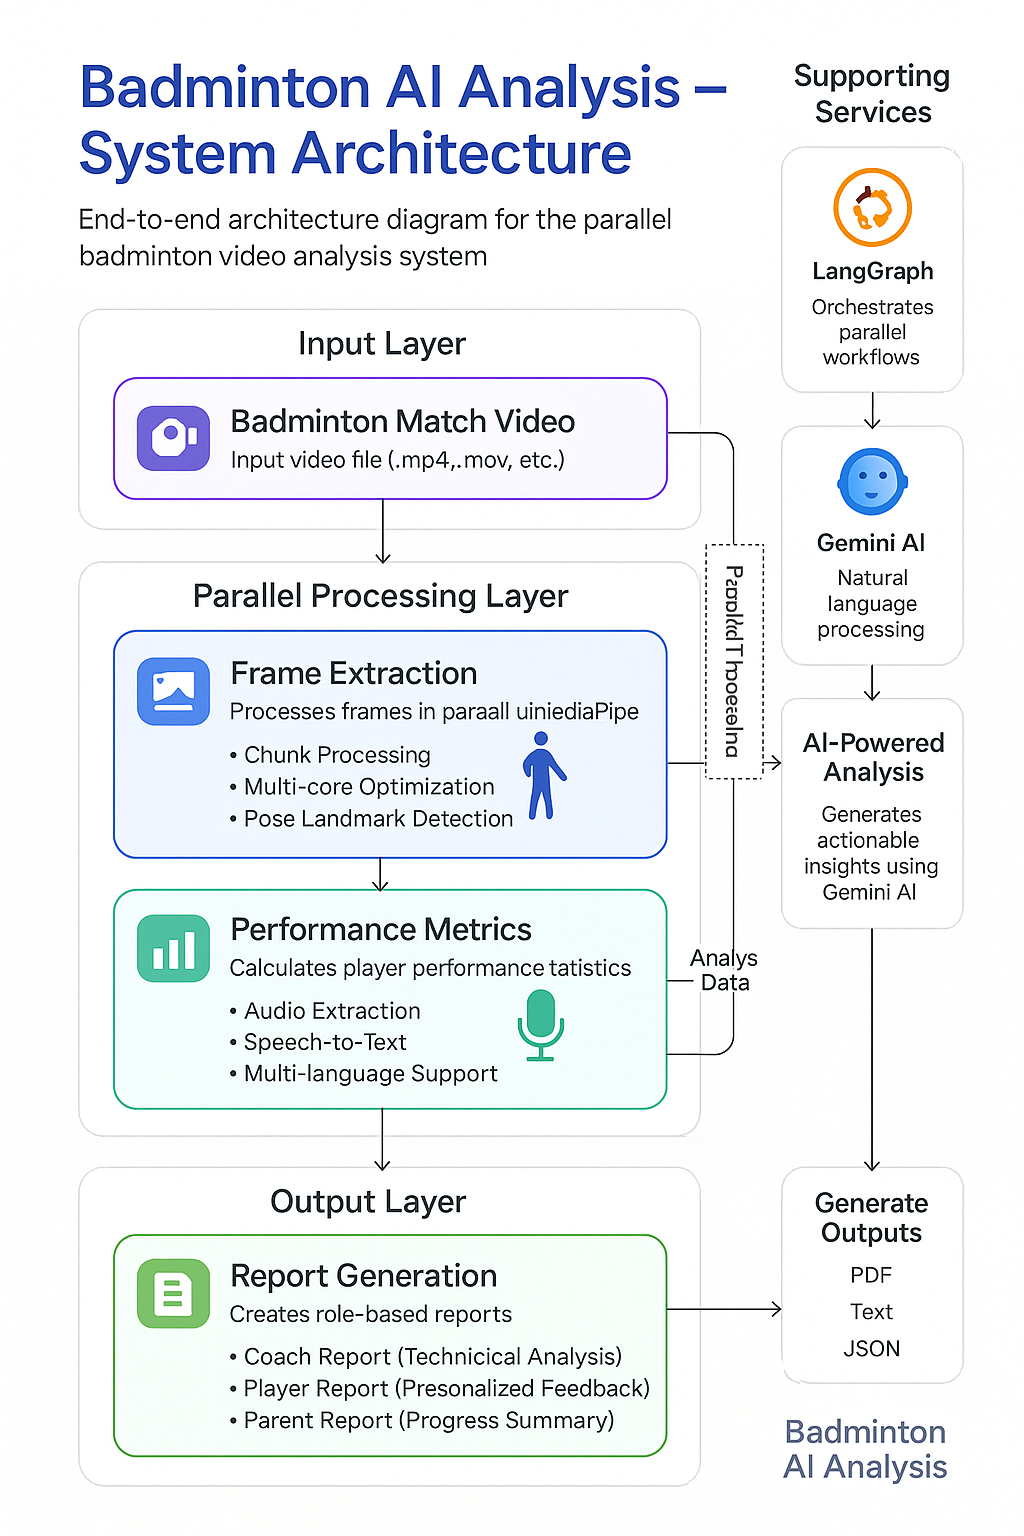 Badminton AI Analysis –
System Architecture
End-to-end architecture diagram for the parallel
badminton video analysis system
Supporting
Services
LangGraph
Orchestrates
parallel
workflows
Gemini AI
Natural
language
processing
AI-Powered
Analysis
Generates
actionable
insights using
Gemini AI
Input Layer
Badminton Match Video
Input video file (.mp4,.mov, etc.)
Parallel Processing Layer
Frame Extraction
Processes frames in paraall uiniediaPipe
• Chunk Processing
• Multi-core Optimization
• Pose Landmark Detection
Performance Metrics
Calculates player performance tatistics
• Audio Extraction
• Speech-to-Text
• Multi-language Support
Analys
Data
Output Layer
Report Generation
Creates role-based reports
• Coach Report (Technicical Analysis)
• Player Report (Presonalized Feedback)
• Parent Report (Progress Summary)
Generate
Outputs
PDF
Text
JSON
Badminton
AI Analysis